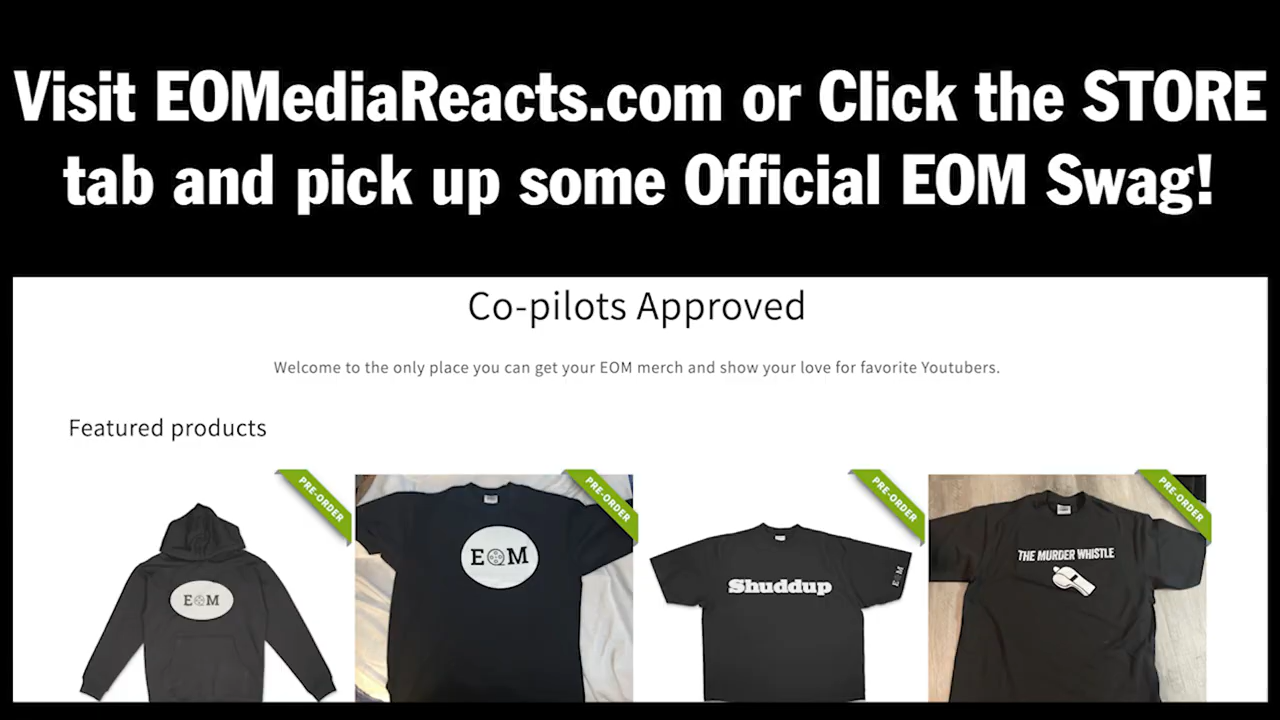 Visit EOMediaReacts.com or Click the STORE
tab and pick up some Official EOM Swag!
Co-pilots Approved
Welcome to the only place you can get your EOM merch and show your love for favorite Youtubers.
Featured products
PRE-ORDER
PRE-ORDER
PRE-ORDER
PRE-ORDER
EOM
EOM
Shuddup
EOM
THE MURDER WHISTLE